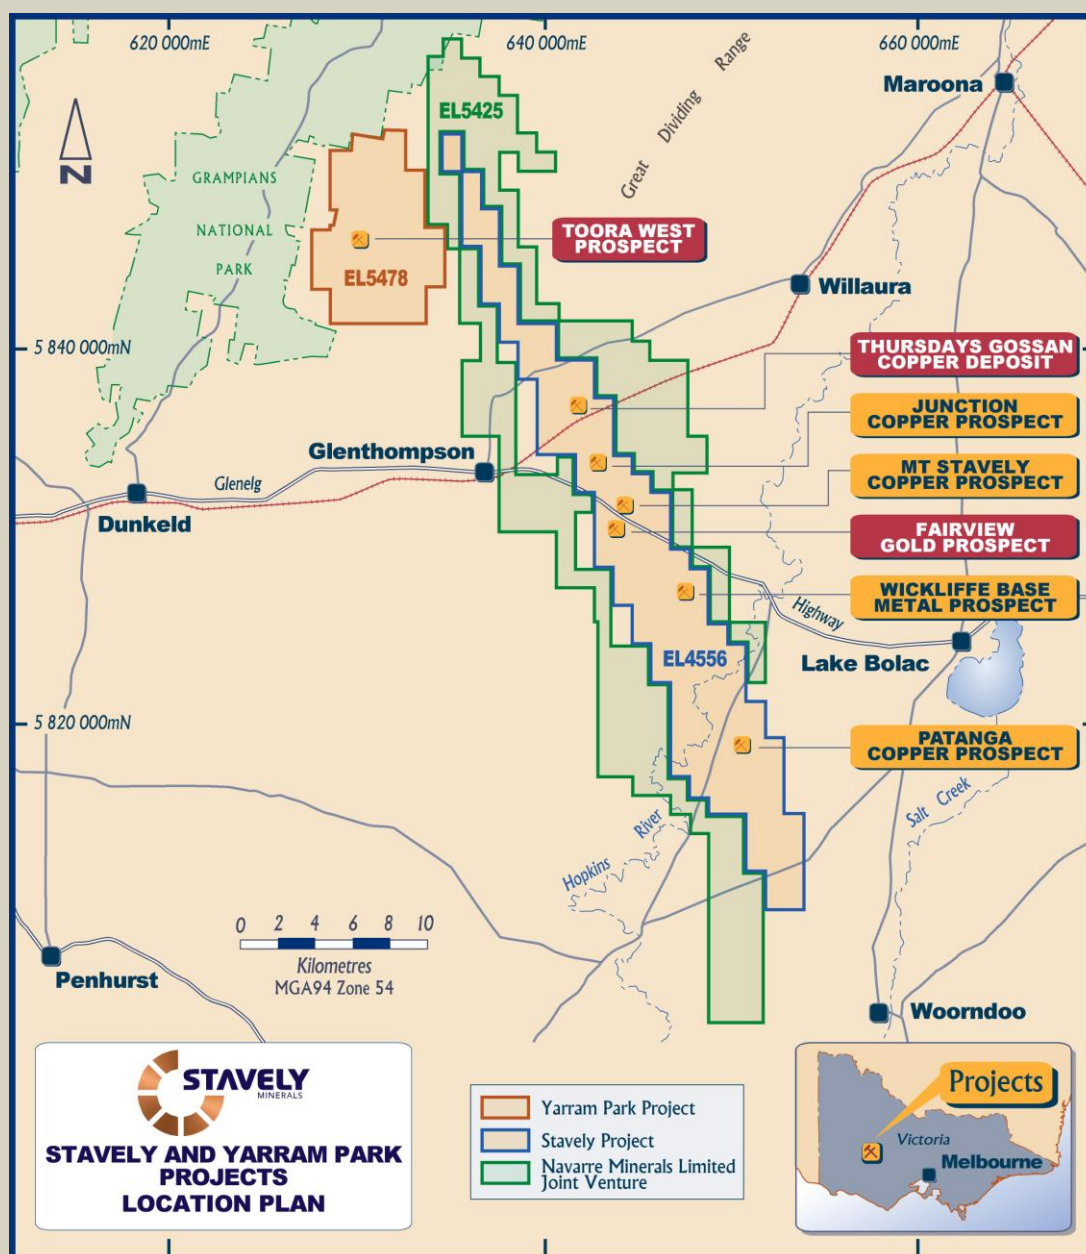 620 000mE
640 000mE
660 000mE
Great Dividing Range
Maroona
EL5425
N
GRAMPIANS
NATIONAL
PARK
TOORA WEST
PROSPECT
EL5478
Willaura
5 840 000mN
THURSDAYS GOSSAN
COPPER DEPOSIT
JUNCTION
COPPER PROSPECT
Glenthompson
MT STAVELY
COPPER PROSPECT
Glenelg
Dunkeld
FAIRVIEW
GOLD PROSPECT
WICKLIFFE BASE
METAL PROSPECT
Highway
EL4556
Lake Bolac
5 820 000mN
PATANGA
COPPER PROSPECT
Salt Creek
Hopkins River
0 2 4 6 8 10
Kilometres
MGA94 Zone 54
Penhurst
Woorndoo
STAVELY
MINERALS
STAVELY AND YARRAM PARK
PROJECTS
LOCATION PLAN
Yarram Park Project
Stavely Project
Navarre Minerals Limited
Joint Venture
Projects
Victoria
Melbourne